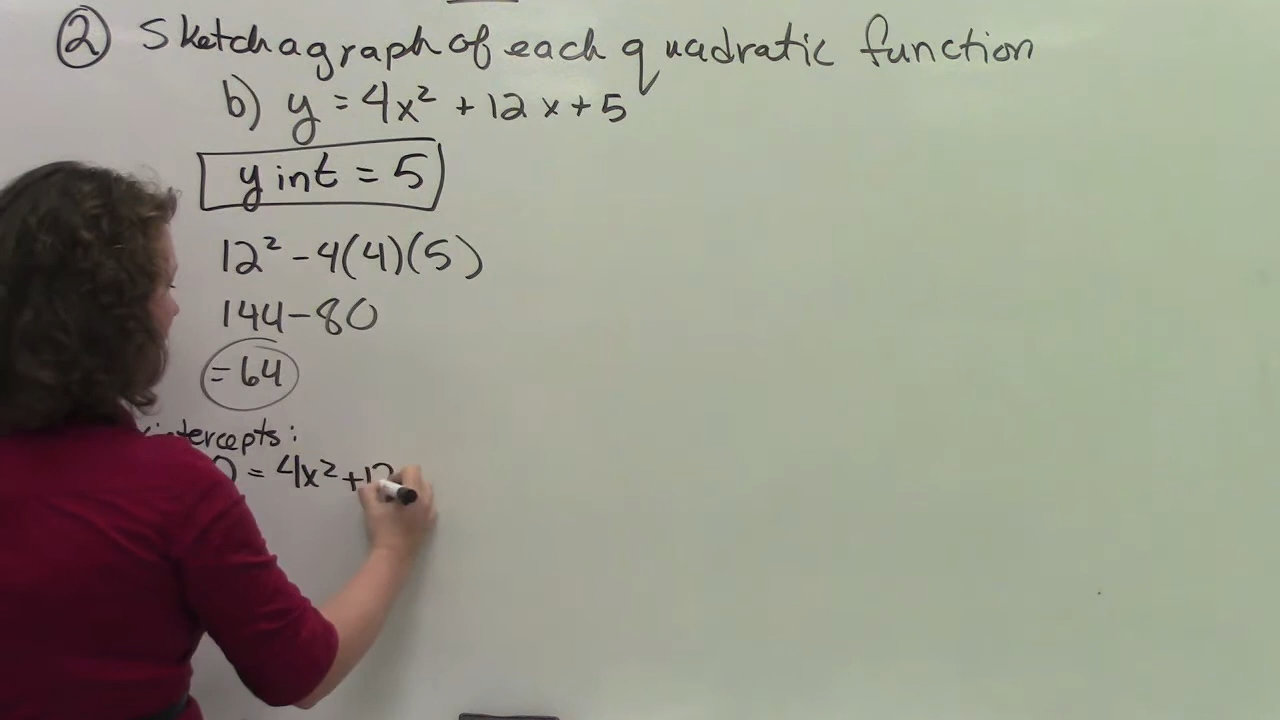 ② Sketch a graph of each quadratic function
b) y = 4x² + 12x + 5
y int = 5
12² - 4(4)(5)
144 - 80
= 64
intercepts:
0 = 4x² + 12